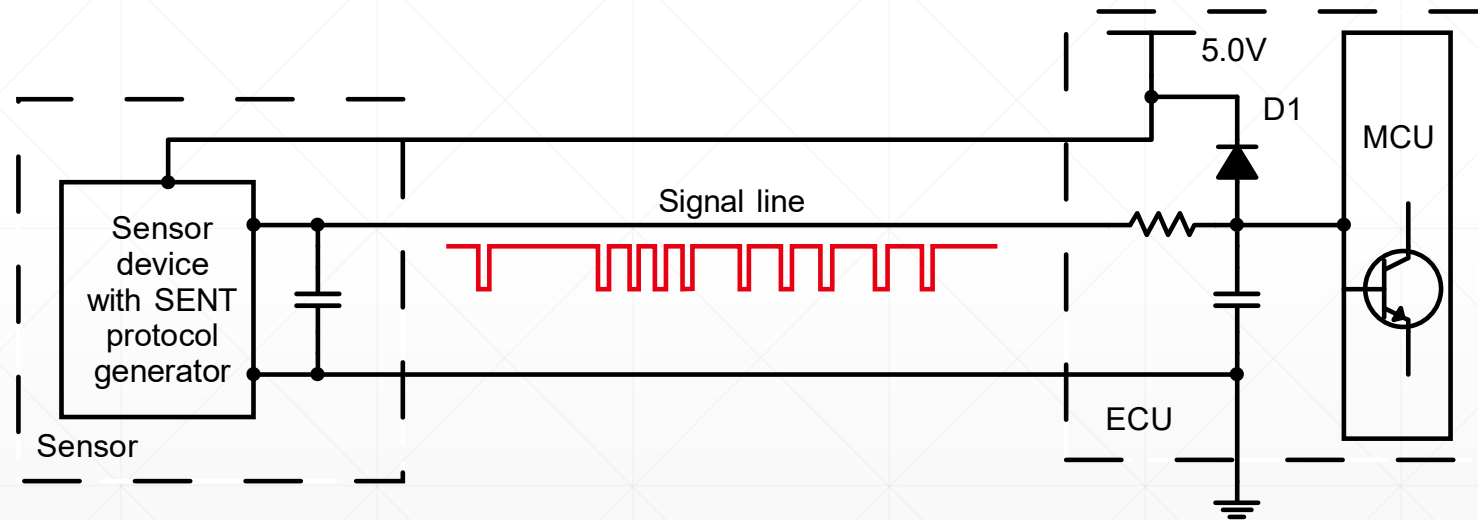 5.0V
D1
MCU
Signal line
Sensor
device
with SENT
protocol
generator
ECU
Sensor